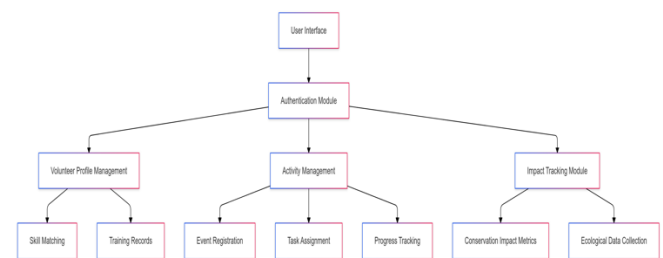 User Interface
Authentication Module
Volunteer Profile Management
Activity Management
Impact Tracking Module
Skill Matching
Training Records
Event Registration
Task Assignment
Progress Tracking
Conservation Impact Metrics
Ecological Data Collection